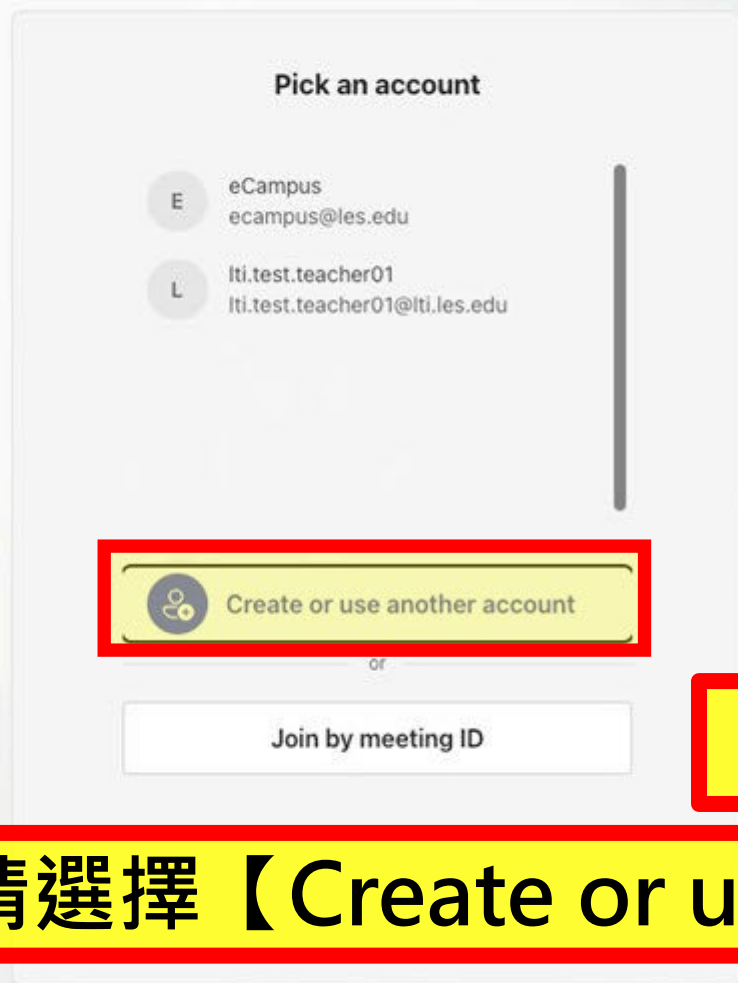 Pick an account
E
eCampus
ecampus@les.edu
L
lti.test.teacher01
lti.test.teacher01@lti.les.edu
Create or use another account
or
Join by meeting ID
選擇【Create or u